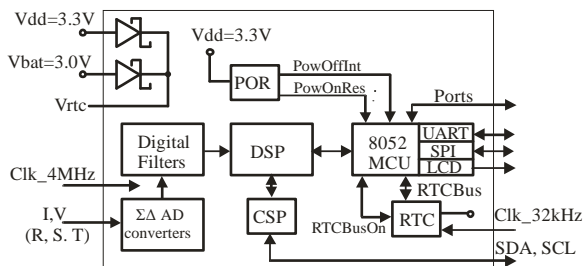 Vdd=3.3V
Vdd=3.3V
Vbat=3.0V
PowOffInt
POR
PowOnRes
Vrtc
Ports
Digital
Filters
DSP
8052
MCU
UART
SPI
LCD
Clk_4MHz
RTCBus
I,V
(R, S. T)
ΣΔ AD
converters
CSP
RTCBusOn
RTC
Clk_32kHz
SDA, SCL